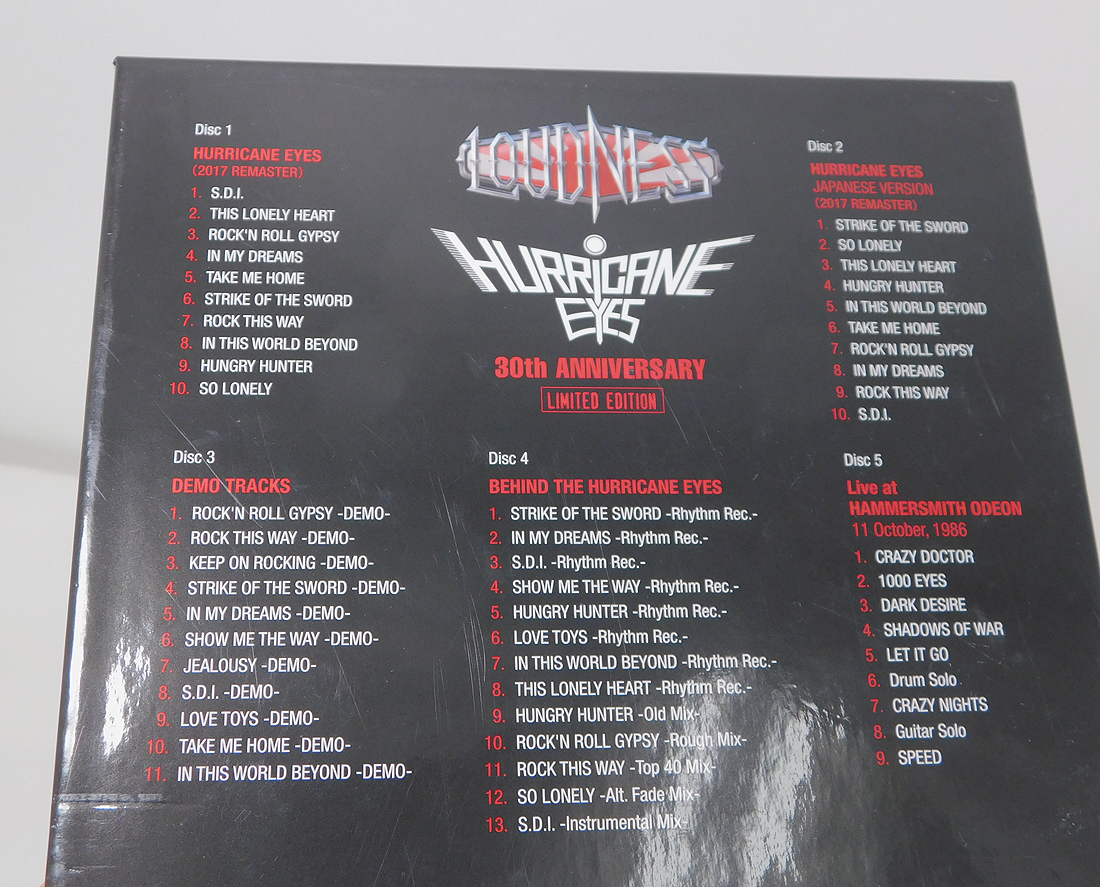 LOUDNESS
HURRICANE
EYES
30th ANNIVERSARY
LIMITED EDITION
Disc 1
HURRICANE EYES
(2017 REMASTER)
1. S.D.I.
2. THIS LONELY HEART
3. ROCK'N ROLL GYPSY
4. IN MY DREAMS
5. TAKE ME HOME
6. STRIKE OF THE SWORD
7. ROCK THIS WAY
8. IN THIS WORLD BEYOND
9. HUNGRY HUNTER
10. SO LONELY
Disc 2
HURRICANE EYES
JAPANESE VERSION
(2017 REMASTER)
1. STRIKE OF THE SWORD
2. SO LONELY
3. THIS LONELY HEART
4. HUNGRY HUNTER
5. IN THIS WORLD BEYOND
6. TAKE ME HOME
7. ROCK'N ROLL GYPSY
8. IN MY DREAMS
9. ROCK THIS WAY
10. S.D.I.
Disc 3
DEMO TRACKS
1. ROCK'N ROLL GYPSY -DEMO-
2. ROCK THIS WAY -DEMO-
3. KEEP ON ROCKING -DEMO-
4. STRIKE OF THE SWORD -DEMO-
5. IN MY DREAMS -DEMO-
6. SHOW ME THE WAY -DEMO-
7. JEALOUSY -DEMO-
8. S.D.I. -DEMO-
9. LOVE TOYS -DEMO-
10. TAKE ME HOME -DEMO-
11. IN THIS WORLD BEYOND -DEMO-
Disc 4
BEHIND THE HURRICANE EYES
1. STRIKE OF THE SWORD -Rhythm Rec.-
2. IN MY DREAMS -Rhythm Rec.-
3. S.D.I. -Rhythm Rec.-
4. SHOW ME THE WAY -Rhythm Rec.-
5. HUNGRY HUNTER -Rhythm Rec.-
6. LOVE TOYS -Rhythm Rec.-
7. IN THIS WORLD BEYOND -Rhythm Rec.-
8. THIS LONELY HEART -Rhythm Rec.-
9. HUNGRY HUNTER -Old Mix-
10. ROCK'N ROLL GYPSY -Rough Mix-
11. ROCK THIS WAY -Top 40 Mix-
12. SO LONELY -Alt. Fade Mix-
13. S.D.I. -Instrumental Mix-
Disc 5
Live at
HAMMERSMITH ODEON
11 October, 1986
1. CRAZY DOCTOR
2. 1000 EYES
3. DARK DESIRE
4. SHADOWS OF WAR
5. LET IT GO
6. Drum Solo
7. CRAZY NIGHTS
8. Guitar Solo
9. SPEED